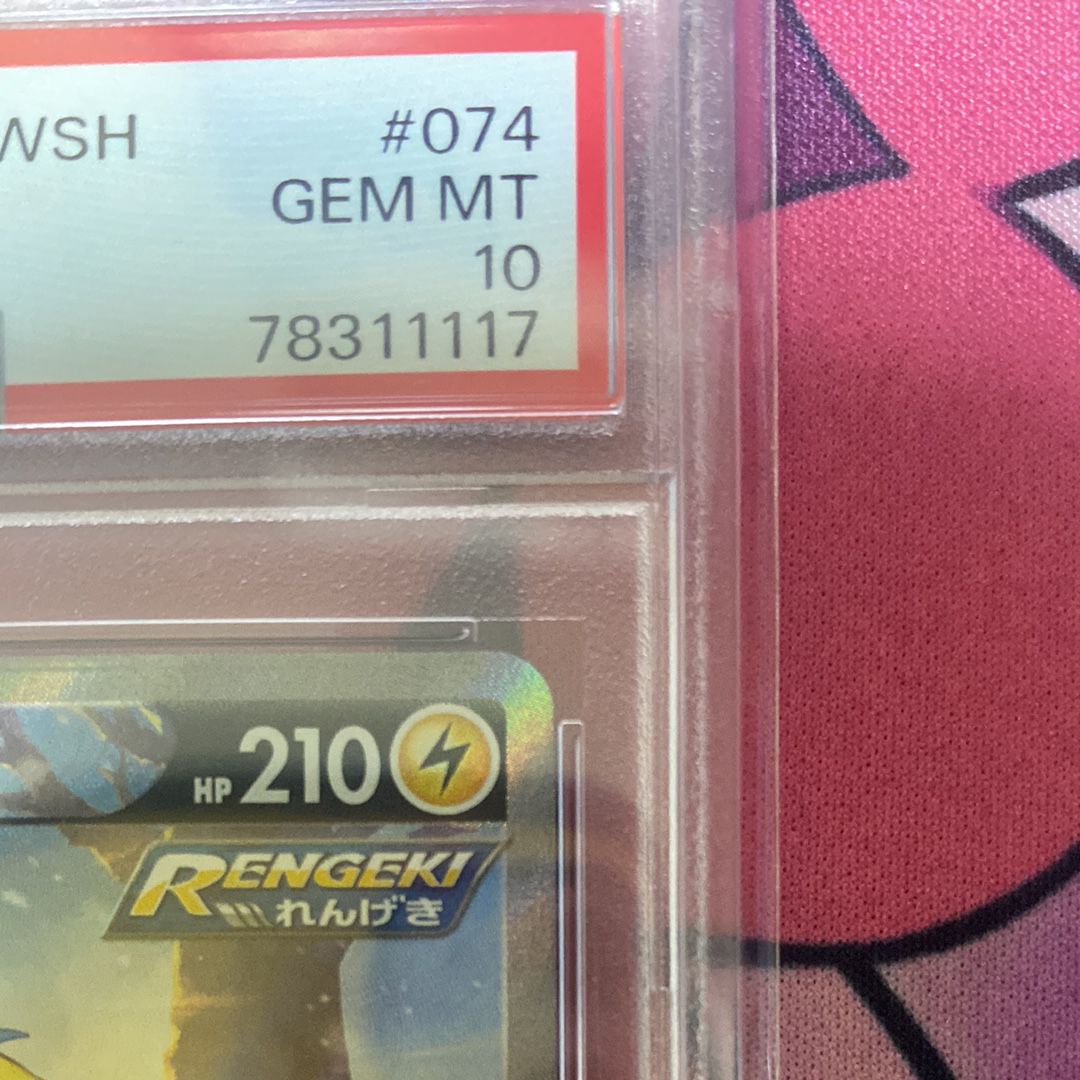 WSH #074
GEM MT
10
78311117
HP 210
RENGEKI
れんげき